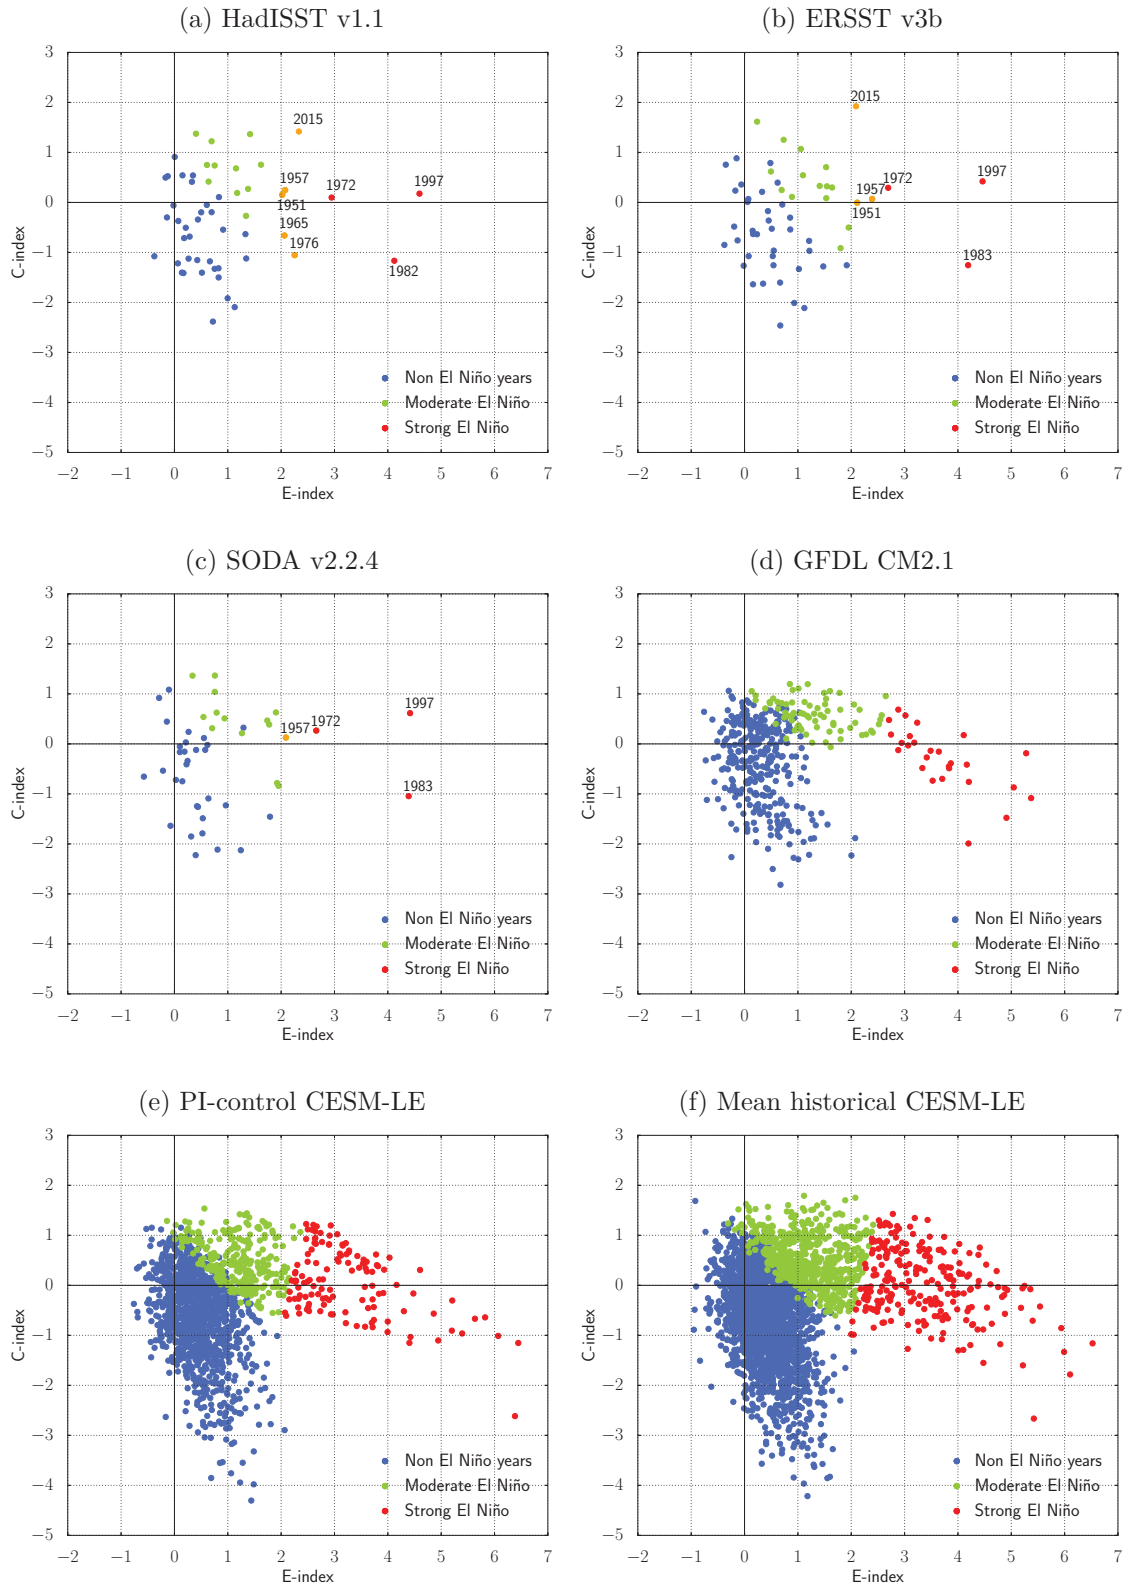 (a) HadISST v1.1
3
2
1
0
−1
−2
−3
−4
−5
C-index
2015
1957
1951
1972
1997
1965
1976
1982
Non El Niño years
Moderate El Niño
Strong El Niño
−2 −1 0 1 2 3 4 5 6 7
E-index
(b) ERSST v3b
3
2
1
0
−1
−2
−3
−4
−5
C-index
2015
1957
1972
1997
1951
1983
Non El Niño years
Moderate El Niño
Strong El Niño
−2 −1 0 1 2 3 4 5 6 7
E-index
(c) SODA v2.2.4
3
2
1
0
−1
−2
−3
−4
−5
C-index
1957
1972
1997
1983
Non El Niño years
Moderate El Niño
Strong El Niño
−2 −1 0 1 2 3 4 5 6 7
E-index
(d) GFDL CM2.1
3
2
1
0
−1
−2
−3
−4
−5
C-index
Non El Niño years
Moderate El Niño
Strong El Niño
−2 −1 0 1 2 3 4 5 6 7
E-index
(e) PI-control CESM-LE
3
2
1
0
−1
−2
−3
−4
−5
C-index
Non El Niño years
Moderate El Niño
Strong El Niño
−2 −1 0 1 2 3 4 5 6 7
E-index
(f) Mean historical CESM-LE
3
2
1
0
−1
−2
−3
−4
−5
C-index
Non El Niño years
Moderate El Niño
Strong El Niño
−2 −1 0 1 2 3 4 5 6 7
E-index